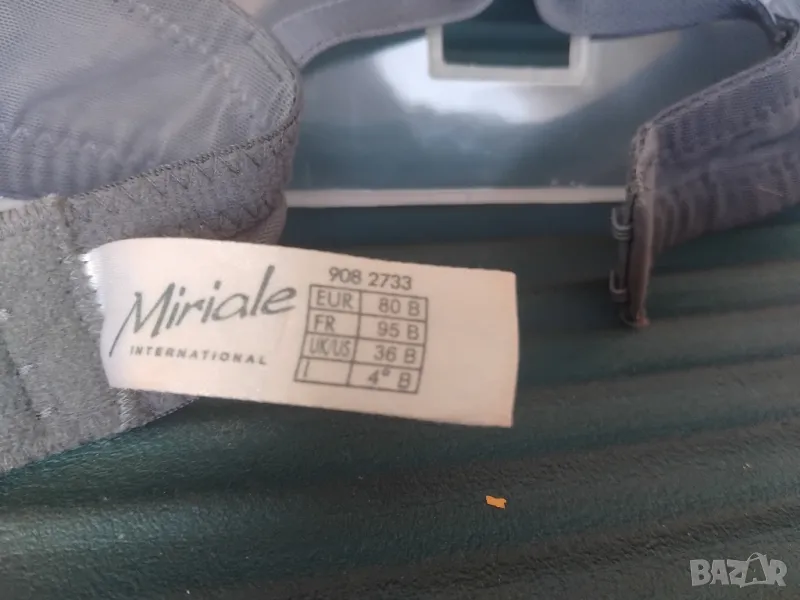 Miriale
INTERNATIONAL
908 2733
EUR 80 B
FR 95 B
UK/US 36 B
I 4° B
BAZAR